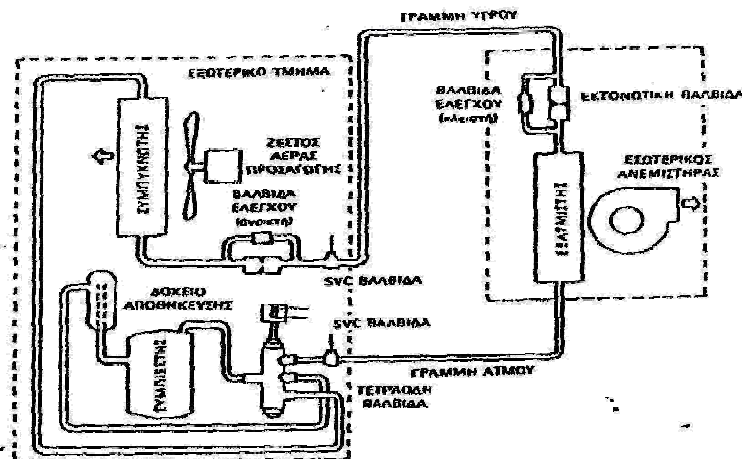 ΓΡΑΜΜΗ ΥΓΡΟΥ
ΕΞΩΤΕΡΙΚΟ ΤΜΗΜΑ
ΣΥΜΠΥΚΝΩΤΗΣ
ΖΕΣΤΟΣ
ΑΕΡΑΣ
ΠΡΟΣΑΓΩΓΗΣ
ΒΑΛΒΙΔΑ
ΕΛΕΓΧΟΥ
(ανοικτή)
ΒΑΛΒΙΔΑ
ΕΛΕΓΧΟΥ
(κλειστή)
ΕΚΤΟΝΩΤΙΚΗ ΒΑΛΒΙΔΑ
ΕΣΩΤΕΡΙΚΟΣ
ΑΝΕΜΙΣΤΗΡΑΣ
ΕΞΑΤΜΙΣΤΗΣ
SVC ΒΑΛΒΙΔΑ
ΔΟΧΕΙΟ
ΑΠΟΘΗΚΕΥΣΗΣ
SVC ΒΑΛΒΙΔΑ
ΣΥΜΠΙΕΣΤΗΣ
ΓΡΑΜΜΗ ΑΤΜΟΥ
ΤΕΤΡΑΟΔΗ
ΒΑΛΒΙΔΑ